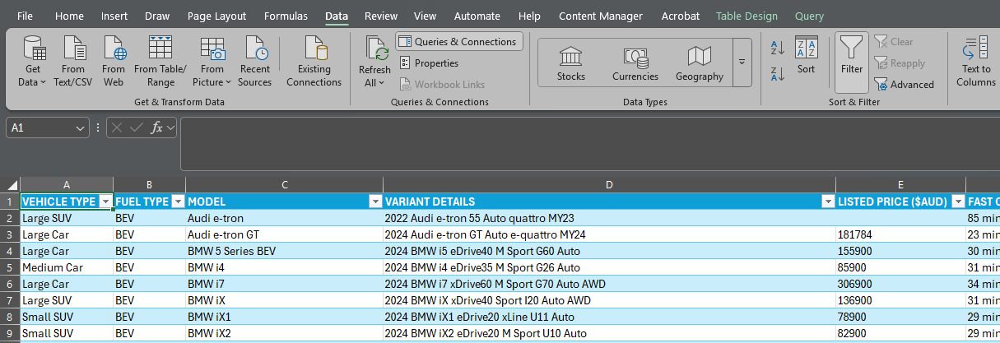 File Home Insert Draw Page Layout Formulas Data Review View Automate Help Content Manager Acrobat Table Design Query
Get Data
From Text/CSV
From Web
From Table/ Range
From Picture
Recent Sources
Existing Connections
Get & Transform Data
Refresh All
Queries & Connections
Properties
Workbook Links
Queries & Connections
Stocks
Currencies
Geography
Data Types
Sort
Filter
Clear
Reapply
Advanced
Sort & Filter
Text to Columns
A1 fx
A B C D E
1 VEHICLE TYPE FUEL TYPE MODEL VARIANT DETAILS LISTED PRICE ($AUD) FAST
2 Large SUV BEV Audi e-tron 2022 Audi e-tron 55 Auto quattro MY23 85 min
3 Large Car BEV Audi e-tron GT 2024 Audi e-tron GT Auto e-quattro MY24 181784 23 min
4 Large Car BEV BMW 5 Series BEV 2024 BMW i5 eDrive40 M Sport G60 Auto 155900 30 min
5 Medium Car BEV BMW i4 2024 BMW i4 eDrive35 M Sport G26 Auto 85900 31 min
6 Large Car BEV BMW i7 2024 BMW i7 xDrive60 M Sport G70 Auto AWD 306900 34 min
7 Large SUV BEV BMW iX 2024 BMW iX xDrive40 Sport I20 Auto AWD 136900 31 min
8 Small SUV BEV BMW iX1 2024 BMW iX1 eDrive20 xLine U11 Auto 78900 29 min
9 Small SUV BEV BMW iX2 2024 BMW iX2 eDrive20 M Sport U10 Auto 82900 29 min